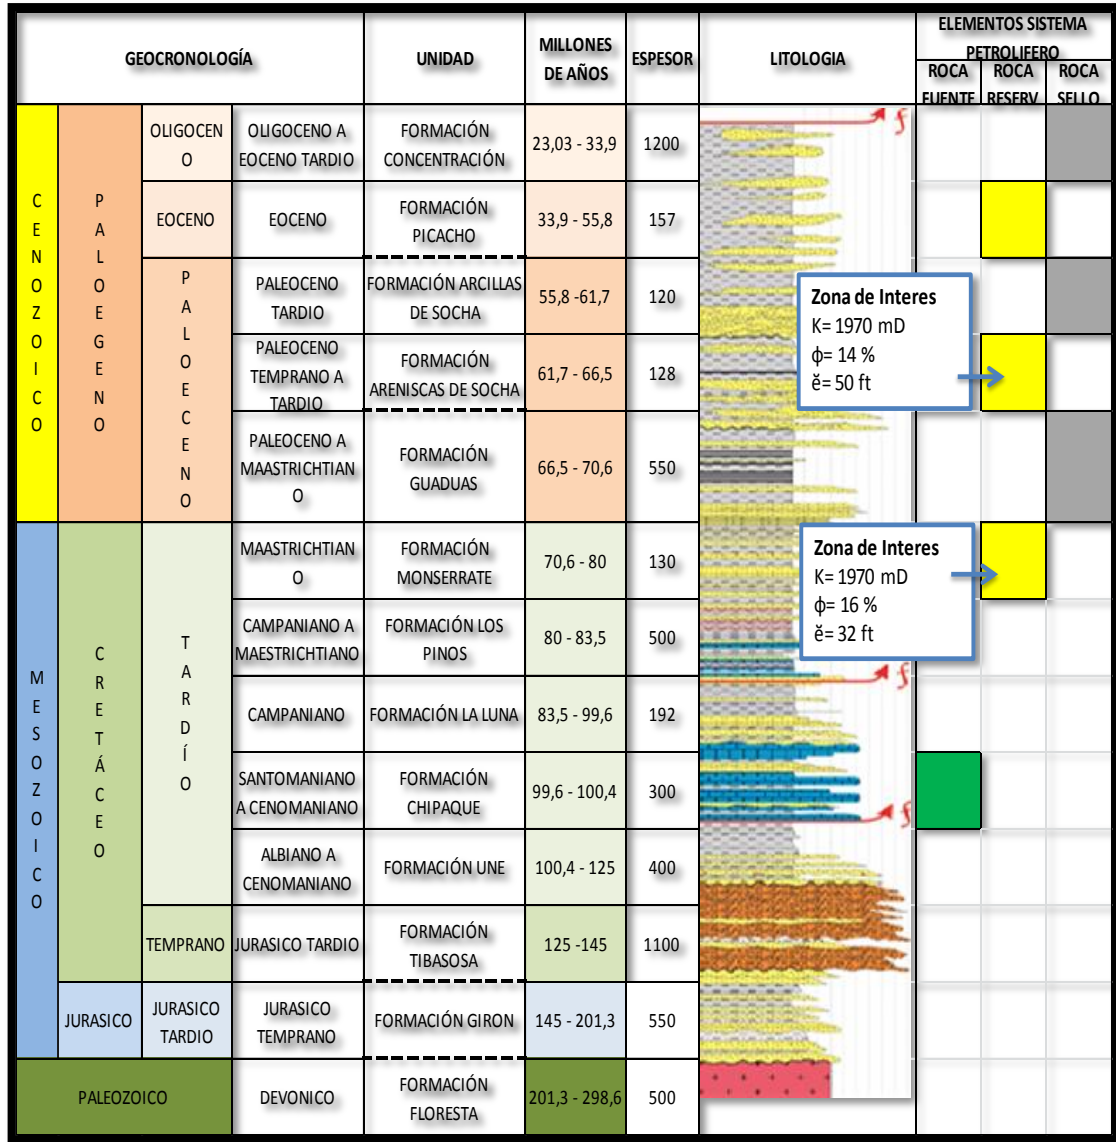 GEOCRONOLOGÍA
UNIDAD
MILLONES
DE AÑOS
ESPESOR
LITOLOGIA
ELEMENTOS SISTEMA
PETROLIFERO
ROCA
FUENTE
ROCA
RESERV
ROCA
SELLO
CENOZOICO
PALOEGENO
OLIGOCEN
O
OLIGOCENO A
EOCENO TARDIO
FORMACIÓN
CONCENTRACIÓN
23,03 - 33,9
1200
f
EOCENO
EOCENO
FORMACIÓN
PICACHO
33,9 - 55,8
157
PALOECENO
PALEOCENO
TARDIO
FORMACIÓN ARCILLAS
DE SOCHA
55,8 -61,7
120
Zona de Interes
K= 1970 mD
ϕ= 14 %
ĕ= 50 ft
PALEOCENO
TEMPRANO A
TARDIO
FORMACIÓN
ARENISCAS DE SOCHA
61,7 - 66,5
128
PALEOCENO A
MAASTRICHTIAN
O
FORMACIÓN
GUADUAS
66,5 - 70,6
550
MESOZOICO
CRETÁCEO
TARDÍO
MAASTRICHTIAN
O
FORMACIÓN
MONSERRATE
70,6 - 80
130
Zona de Interes
K= 1970 mD
ϕ= 16 %
ĕ= 32 ft
CAMPANIANO A
MAESTRICHTIANO
FORMACIÓN LOS
PINOS
80 - 83,5
500
f
CAMPANIANO
FORMACIÓN LA LUNA
83,5 - 99,6
192
SANTOMANIANO
A CENOMANIANO
FORMACIÓN
CHIPAQUE
99,6 - 100,4
300
f
ALBIANO A
CENOMANIANO
FORMACIÓN UNE
100,4 - 125
400
TEMPRANO
JURASICO TARDIO
FORMACIÓN
TIBASOSA
125 -145
1100
JURASICO
JURASICO
TARDIO
JURASICO
TEMPRANO
FORMACIÓN GIRON
145 - 201,3
550
PALEOZOICO
DEVONICO
FORMACIÓN
FLORESTA
201,3 - 298,6
500